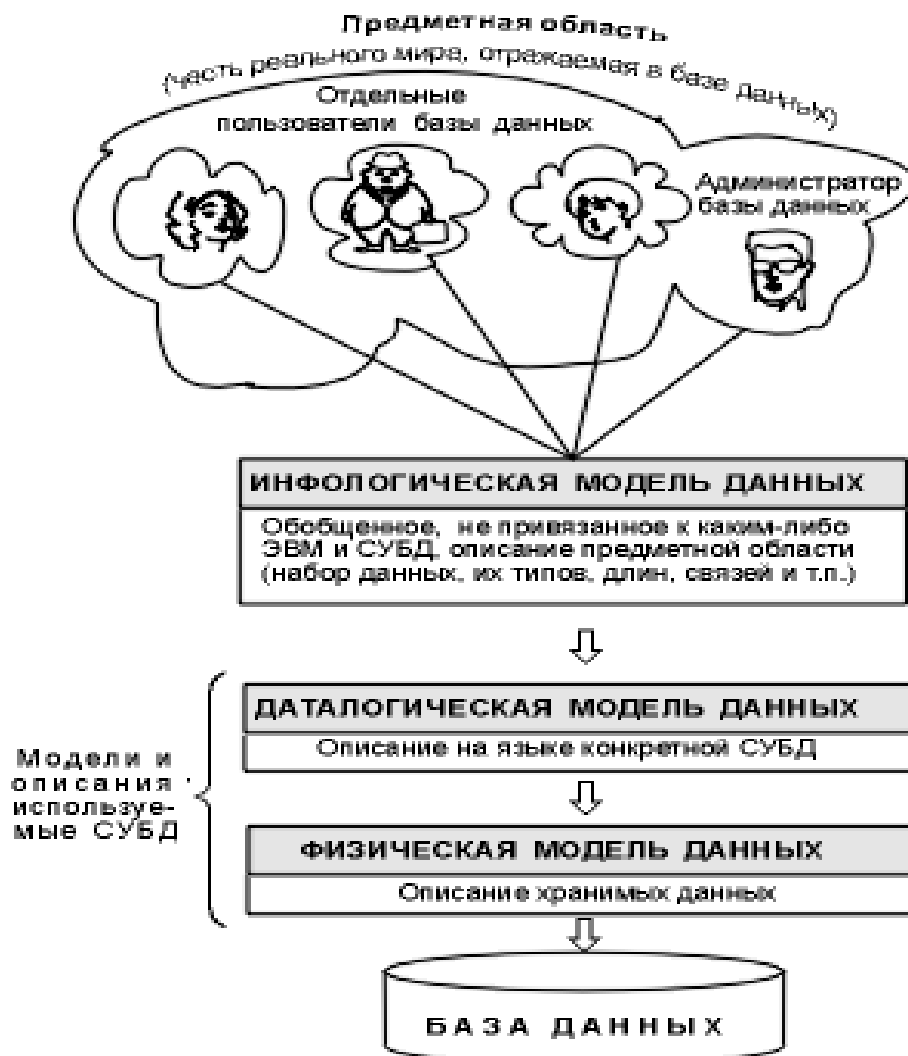 Предметная область
(часть реального мира, отражаемая в базе данных)
Отдельные
пользователи базы данных
Администратор
базы данных
ИНФОЛОГИЧЕСКАЯ МОДЕЛЬ ДАННЫХ
Обобщенное, не привязанное к каким-либо
ЭВМ и СУБД, описание предметной области
(набор данных, их типов, длин, связей и т.п.)
ДАТАЛОГИЧЕСКАЯ МОДЕЛЬ ДАННЫХ
Описание на языке конкретной СУБД
Модели и
описания
используе-
мые СУБД
ФИЗИЧЕСКАЯ МОДЕЛЬ ДАННЫХ
Описание хранимых данных
БАЗА ДАННЫХ